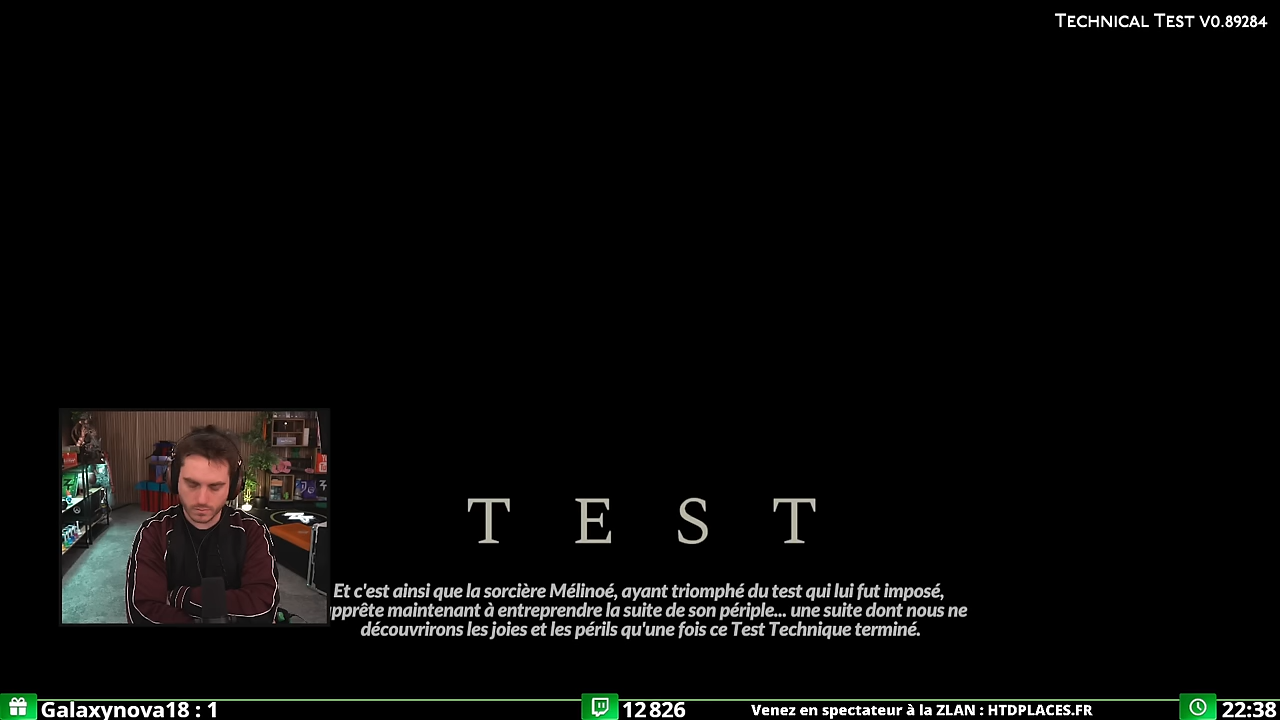 TECHNICAL TEST V0.89284
TEST
Et c'est ainsi que la sorcière Mélinoé, ayant triomphé du test qui lui fut imposé,
pprête maintenant à entreprendre la suite de son périple... une suite dont nous ne
découvrirons les joies et les périls qu'une fois ce Test Technique terminé.
Galaxynova18 : 1
12 826
Venez en spectateur à la ZLAN : HTDPLACES.FR
22:38